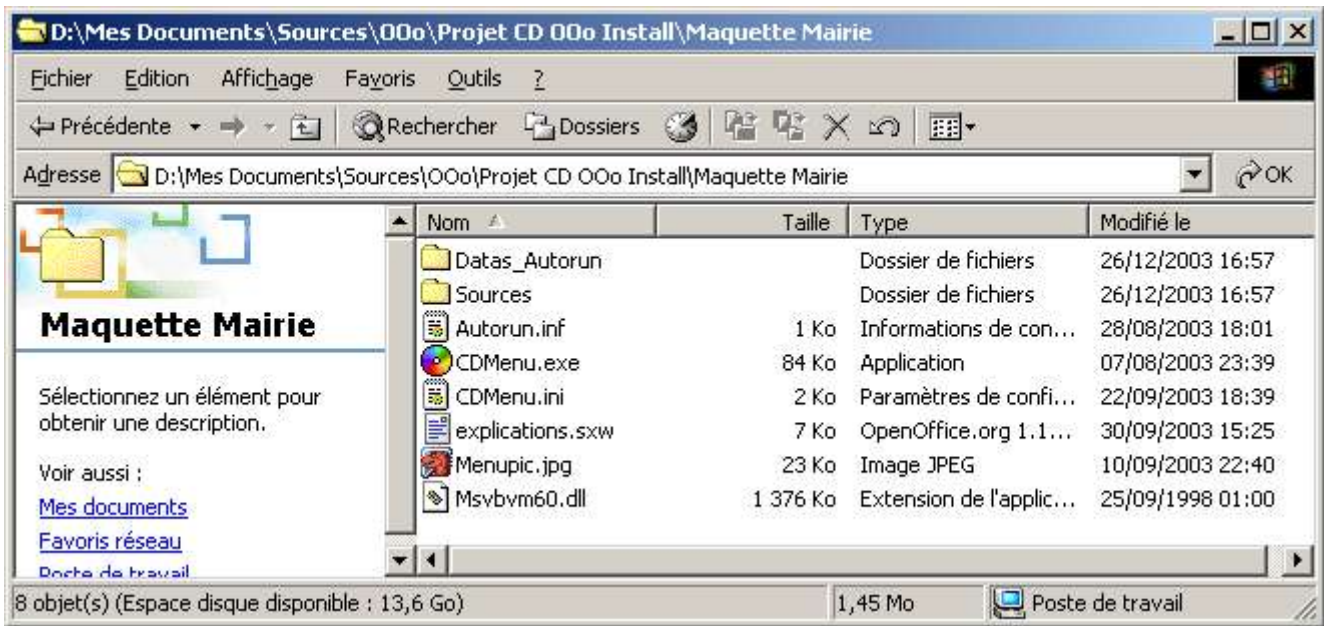 D:\Mes Documents\Sources\OOo\Projet CD OOo Install\Maquette Mairie
Fichier Edition Affichage Favoris Outils ?
Précédente Rechercher Dossiers
Adresse D:\Mes Documents\Sources\OOo\Projet CD OOo Install\Maquette Mairie OK
Nom Taille Type Modifié le
Datas_Autorun Dossier de fichiers 26/12/2003 16:57
Sources Dossier de fichiers 26/12/2003 16:57
Autorun.inf 1 Ko Informations de con... 28/08/2003 18:01
CDMenu.exe 84 Ko Application 07/08/2003 23:39
CDMenu.ini 2 Ko Paramètres de confi... 22/09/2003 18:39
explications.sxw 7 Ko OpenOffice.org 1.1... 30/09/2003 15:25
Menupic.jpg 23 Ko Image JPEG 10/09/2003 22:40
Msvbvm60.dll 1 376 Ko Extension de l'applic... 25/09/1998 01:00
Maquette Mairie
Sélectionnez un élément pour
obtenir une description.
Voir aussi :
Mes documents
Favoris réseau
Poste de travail
8 objet(s) (Espace disque disponible : 13,6 Go) 1,45 Mo Poste de travail